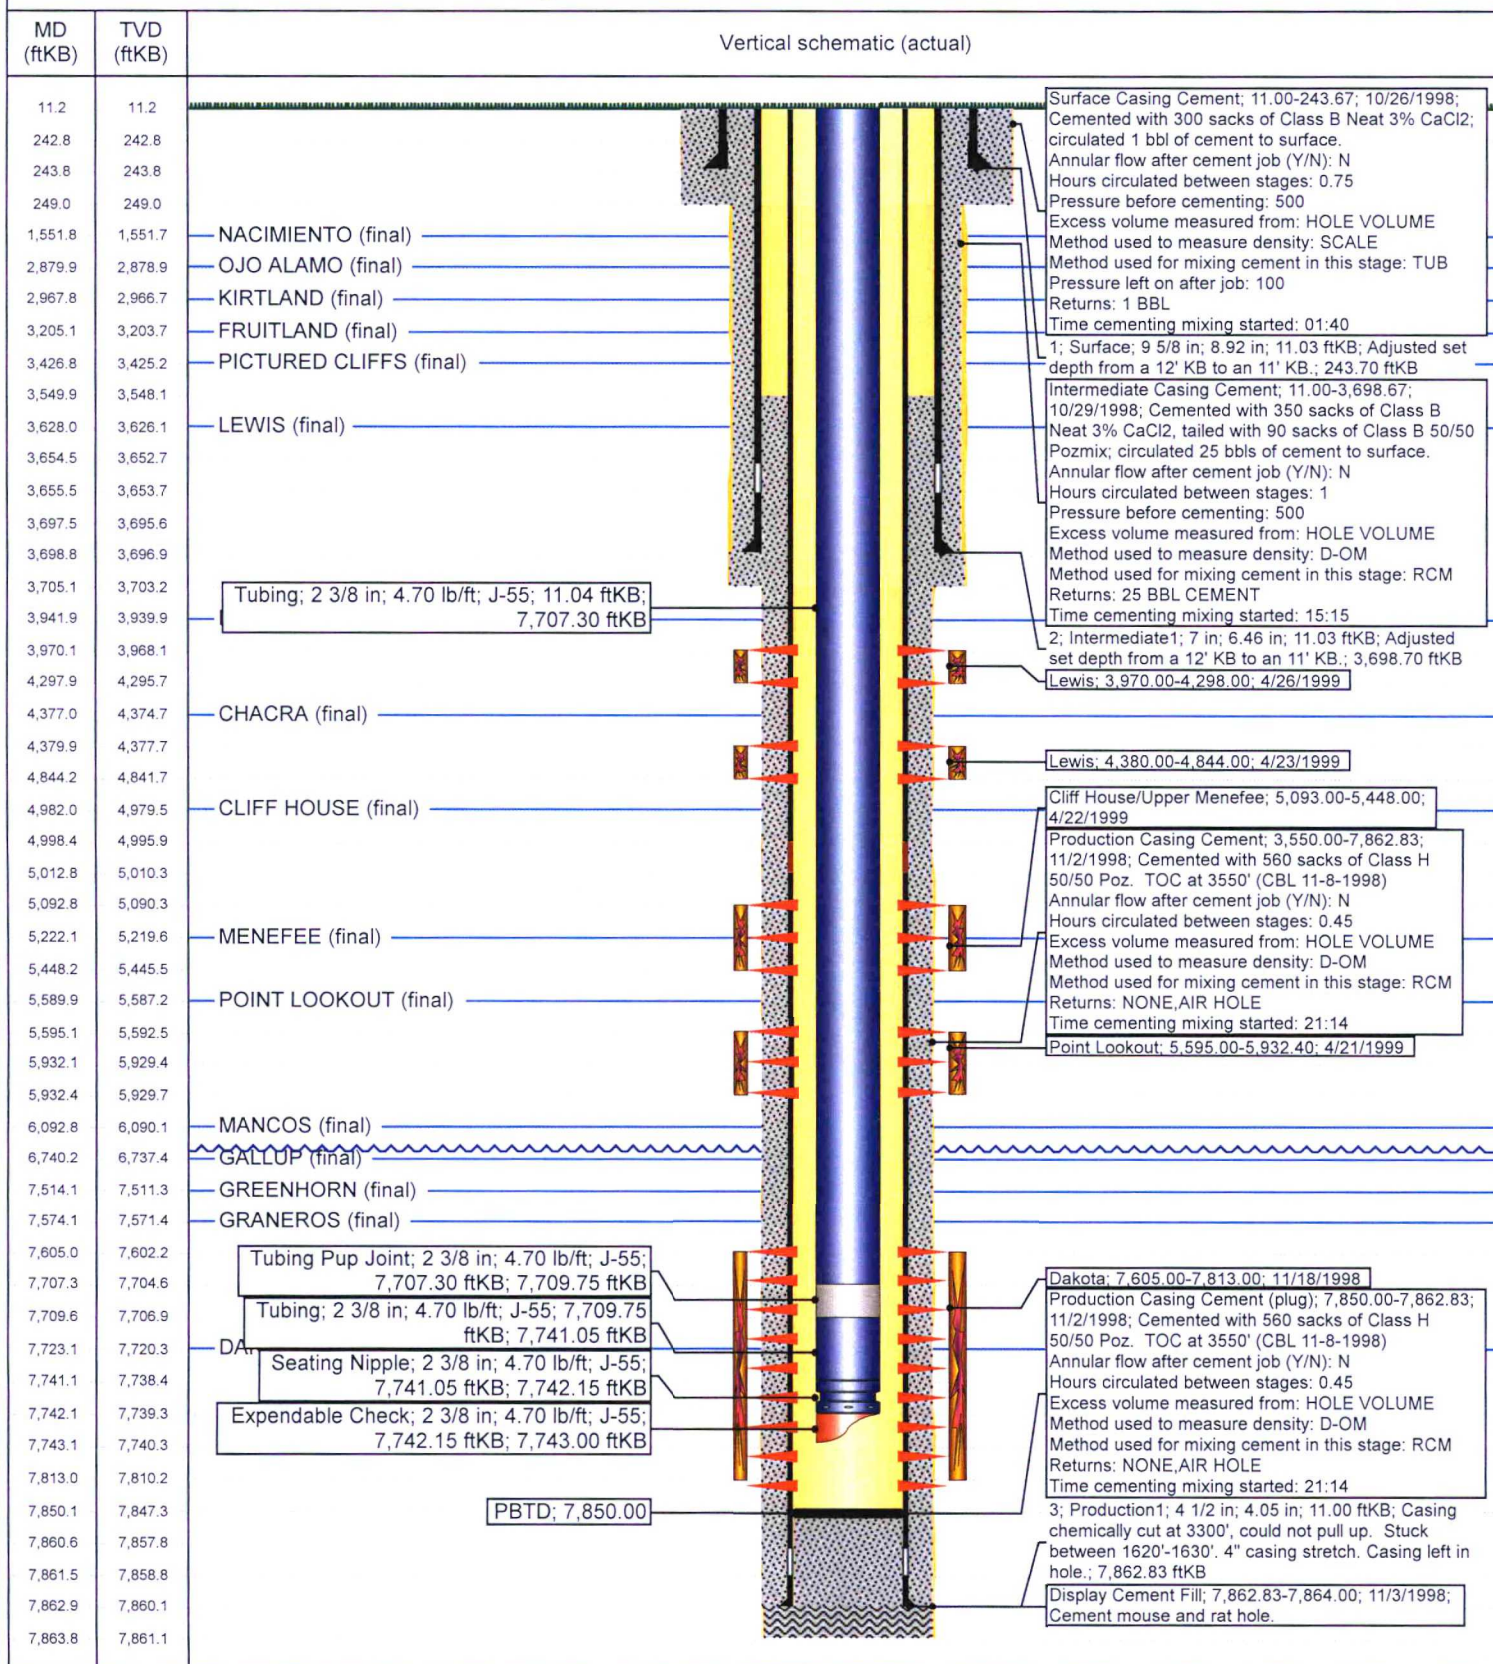 MD
(ftKB)
TVD
(ftKB)
Vertical schematic (actual)
11.2 11.2
242.8 242.8
243.8 243.8
249.0 249.0
1,551.8 1,551.7 NACIMIENTO (final)
2,879.9 2,878.9 OJO ALAMO (final)
2,967.8 2,966.7 KIRTLAND (final)
3,205.1 3,203.7 FRUITLAND (final)
3,426.8 3,425.2 PICTURED CLIFFS (final)
3,549.9 3,548.1
3,628.0 3,626.1 LEWIS (final)
3,654.5 3,652.7
3,655.5 3,653.7
3,697.5 3,695.6
3,698.8 3,696.9
3,705.1 3,703.2
3,941.9 3,939.9
3,970.1 3,968.1
4,297.9 4,295.7
4,377.0 4,374.7 CHACRA (final)
4,379.9 4,377.7
4,844.2 4,841.7
4,982.0 4,979.5 CLIFF HOUSE (final)
4,998.4 4,995.9
5,012.8 5,010.3
5,092.8 5,090.3
5,222.1 5,219.6 MENEFEE (final)
5,448.2 5,445.5
5,589.9 5,587.2 POINT LOOKOUT (final)
5,595.1 5,592.5
5,932.1 5,929.4
5,932.4 5,929.7
6,092.8 6,090.1 MANCOS (final)
6,740.2 6,737.4 GALLUP (final)
7,514.1 7,511.3 GREENHORN (final)
7,574.1 7,571.4 GRANEROS (final)
7,605.0 7,602.2
7,707.3 7,704.6
7,709.6 7,706.9
7,723.1 7,720.3
7,741.1 7,738.4
7,742.1 7,739.3
7,743.1 7,740.3
7,813.0 7,810.2
7,850.1 7,847.3
7,860.6 7,857.8
7,861.5 7,858.8
7,862.9 7,860.1
7,863.8 7,861.1
Tubing; 2 3/8 in; 4.70 lb/ft; J-55; 11.04 ftKB;
7,707.30 ftKB
Tubing Pup Joint; 2 3/8 in; 4.70 lb/ft; J-55;
7,707.30 ftKB; 7,709.75 ftKB
Tubing; 2 3/8 in; 4.70 lb/ft; J-55; 7,709.75
ftKB; 7,741.05 ftKB
Seating Nipple; 2 3/8 in; 4.70 lb/ft; J-55;
7,741.05 ftKB; 7,742.15 ftKB
Expendable Check; 2 3/8 in; 4.70 lb/ft; J-55;
7,742.15 ftKB; 7,743.00 ftKB
PBTD; 7,850.00
Surface Casing Cement; 11.00-243.67; 10/26/1998;
Cemented with 300 sacks of Class B Neat 3% CaCl2;
circulated 1 bbl of cement to surface.
Annular flow after cement job (Y/N): N
Hours circulated between stages: 0.75
Pressure before cementing: 500
Excess volume measured from: HOLE VOLUME
Method used to measure density: SCALE
Method used for mixing cement in this stage: TUB
Pressure left on after job: 100
Returns: 1 BBL
Time cementing mixing started: 01:40
1; Surface; 9 5/8 in; 8.92 in; 11.03 ftKB; Adjusted set
depth from a 12' KB to an 11' KB.; 243.70 ftKB
Intermediate Casing Cement; 11.00-3,698.67;
10/29/1998; Cemented with 350 sacks of Class B
Neat 3% CaCl2, tailed with 90 sacks of Class B 50/50
Pozmix; circulated 25 bbls of cement to surface.
Annular flow after cement job (Y/N): N
Hours circulated between stages: 1
Pressure before cementing: 500
Excess volume measured from: HOLE VOLUME
Method used to measure density: D-OM
Method used for mixing cement in this stage: RCM
Returns: 25 BBL CEMENT
Time cementing mixing started: 15:15
2; Intermediate1; 7 in; 6.46 in; 11.03 ftKB; Adjusted
set depth from a 12' KB to an 11' KB.; 3,698.70 ftKB
Lewis; 3,970.00-4,298.00; 4/26/1999
Lewis; 4,380.00-4,844.00; 4/23/1999
Cliff House/Upper Menefee; 5,093.00-5,448.00;
4/22/1999
Production Casing Cement; 3,550.00-7,862.83;
11/2/1998; Cemented with 560 sacks of Class H
50/50 Poz. TOC at 3550' (CBL 11-8-1998)
Annular flow after cement job (Y/N): N
Hours circulated between stages: 0.45
Excess volume measured from: HOLE VOLUME
Method used to measure density: D-OM
Method used for mixing cement in this stage: RCM
Returns: NONE,AIR HOLE
Time cementing mixing started: 21:14
Point Lookout; 5,595.00-5,932.40; 4/21/1999
Dakota; 7,605.00-7,813.00; 11/18/1998
Production Casing Cement (plug); 7,850.00-7,862.83;
11/2/1998; Cemented with 560 sacks of Class H
50/50 Poz. TOC at 3550' (CBL 11-8-1998)
Annular flow after cement job (Y/N): N
Hours circulated between stages: 0.45
Excess volume measured from: HOLE VOLUME
Method used to measure density: D-OM
Method used for mixing cement in this stage: RCM
Returns: NONE,AIR HOLE
Time cementing mixing started: 21:14
3; Production1; 4 1/2 in; 4.05 in; 11.00 ftKB; Casing
chemically cut at 3300', could not pull up. Stuck
between 1620'-1630'. 4" casing stretch. Casing left in
hole.; 7,862.83 ftKB
Display Cement Fill; 7,862.83-7,864.00; 11/3/1998;
Cement mouse and rat hole.